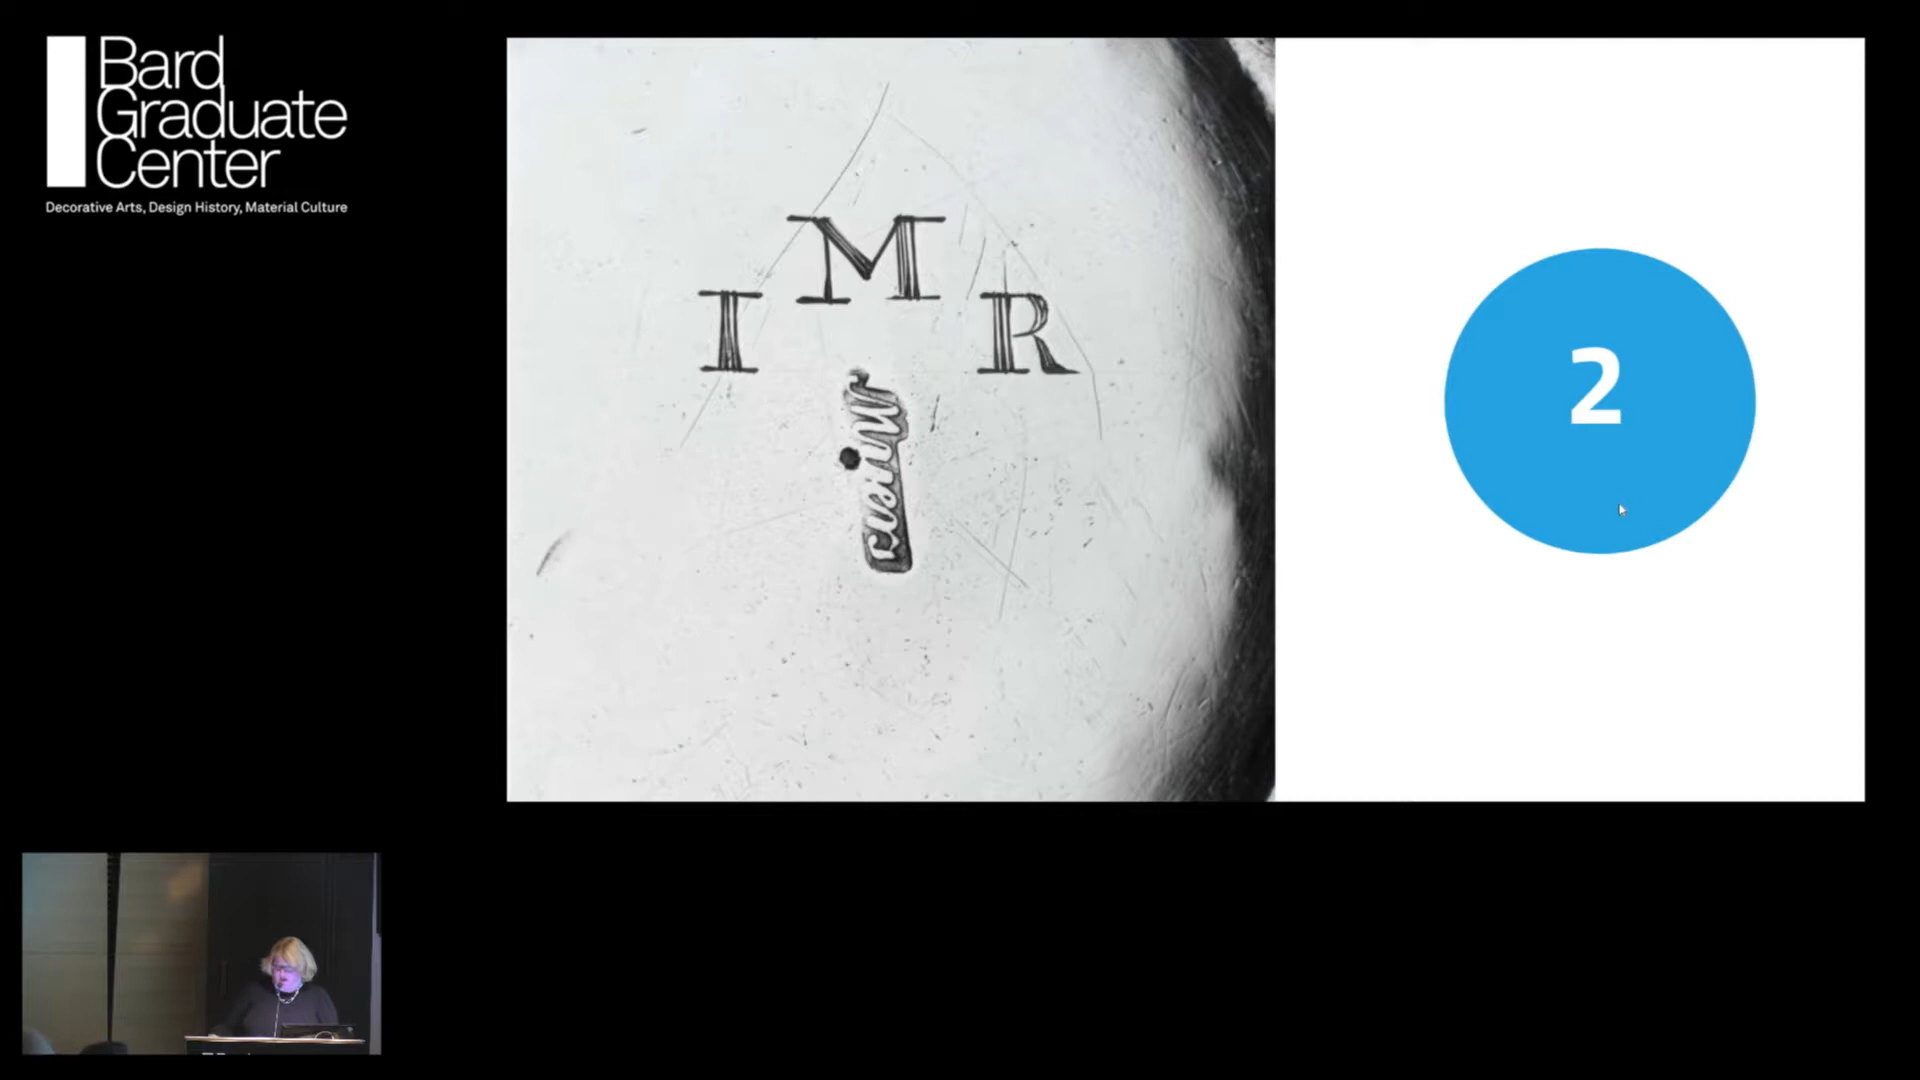 Bard
Graduate
Center
Decorative Arts, Design History, Material Culture
M
I R
2